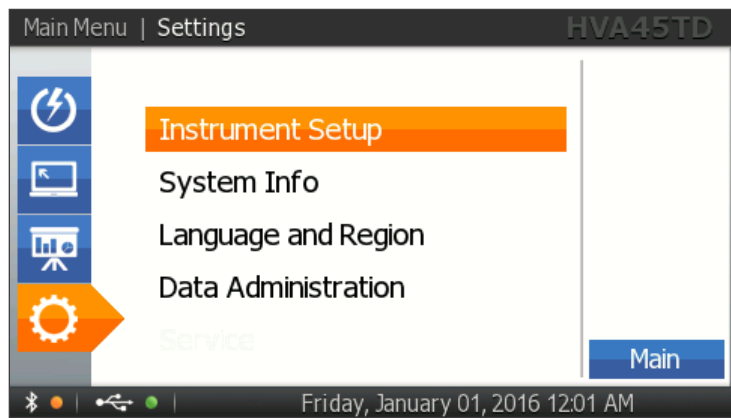 Main Menu | Settings
HVA45TD
Instrument Setup
System Info
Language and Region
Data Administration
Service
Main
Friday, January 01, 2016 12:01 AM